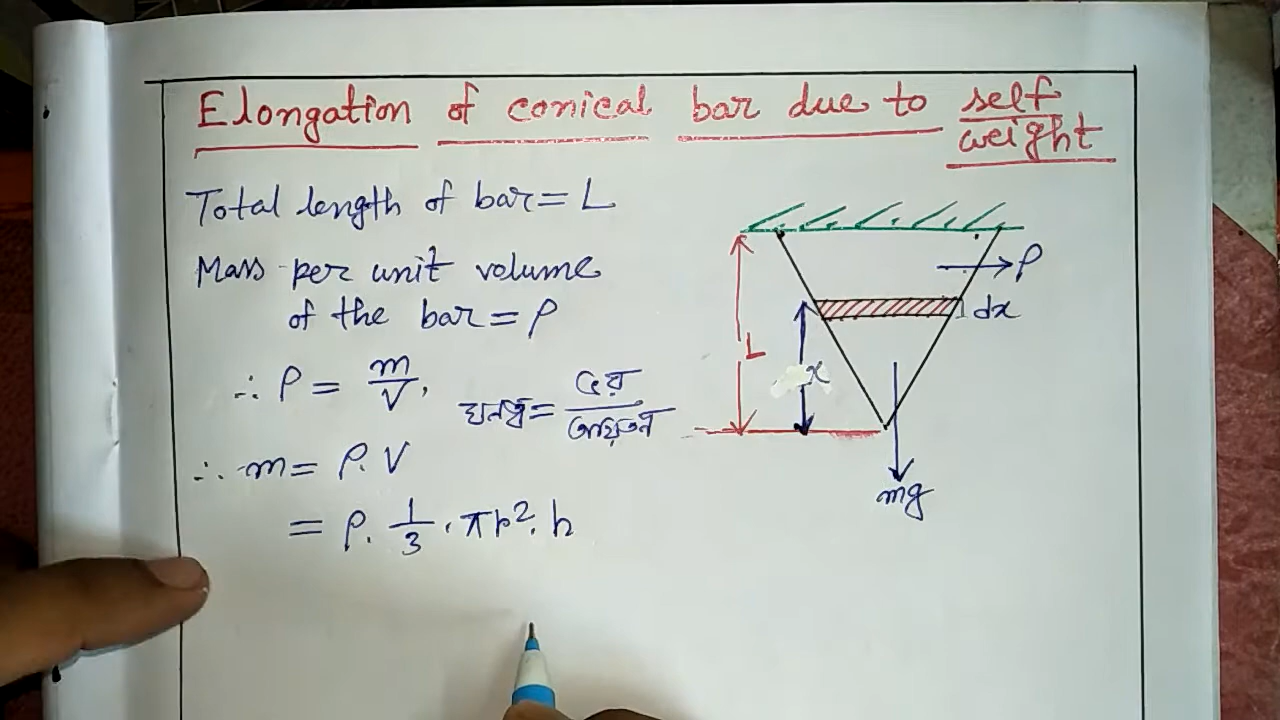 Elongation of conical bar due to self
weight
Total length of bar = L
Mass per unit volume
of the bar = ρ
∴ ρ = m/V, ঘনত্ব = ভর/আয়তন
∴ m = ρ. V
= ρ. 1/3 . πr². h
ρ
dx
L
x
mg